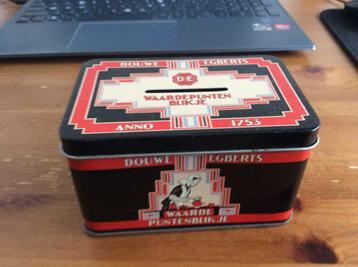 DOUWE EGBERTS
D·E
WAARDEPUNTEN
BLIKJE
ANNO 1753
DOUWE EGBERTS
WAARDE
PUNTENBLIKJE